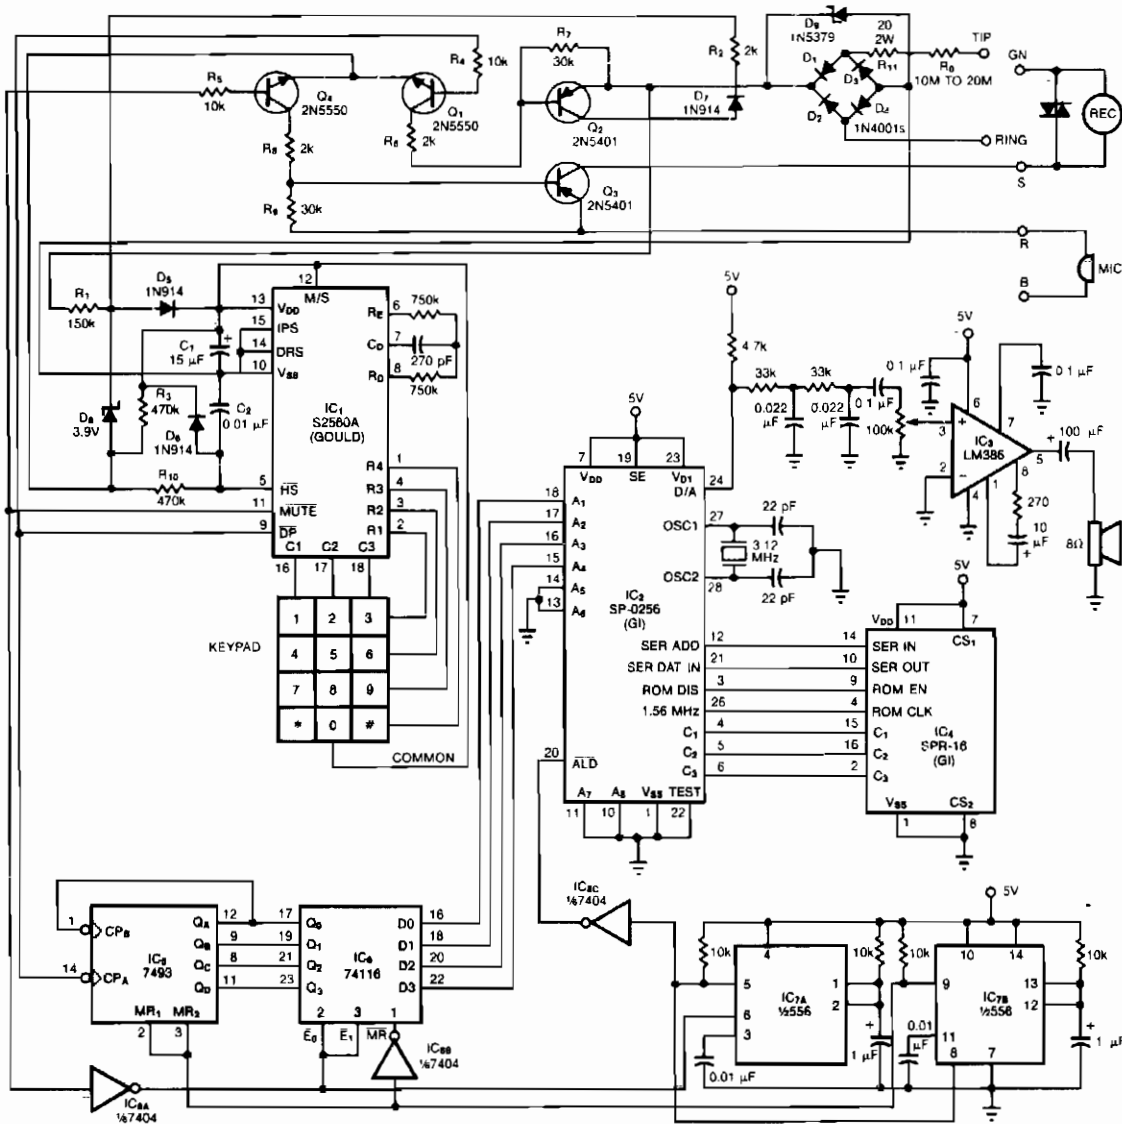 D9
1N5379
20
2W
R11
TIP
R0
10M TO 20M
GN
REC
D1
D3
D2
D4
1N4001s
RING
S
R
B
MIC
R7
30k
R2
2k
D7
1N914
R4
10k
R5
10k
Q4
2N5550
Q1
2N5550
Q2
2N5401
Q3
2N5401
R8
2k
R6
2k
R9
30k
R1
150k
D5
1N914
C1
15 µF
R3
470k
D6
1N914
C2
0.01 µF
D8
3.9V
R10
470k
12
M/S
13
VDD
15
IPS
14
DRS
10
VSS
5
HS
11
MUTE
9
DP
IC1
S2560A
(GOULD)
6
RE
750k
7
CD
270 pF
8
RD
750k
1
R4
4
R3
3
R2
2
R1
C1
C2
C3
16
17
18
KEYPAD
1
2
3
4
5
6
7
8
9
*
0
#
COMMON
5V
4.7k
33k
33k
0.022
µF
0.022
µF
0.1 µF
100k
5V
0.1
µF
0.1 µF
6
7
3
+
IC3
LM386
5
+ 100 µF
2
−
4
1
8
270
10
µF
+
8Ω
5V
7
19
23
VDD
SE
VD1
D/A
24
18
A1
17
A2
16
A3
15
A4
14
A5
13
A6
OSC1
27
22 pF
3.12
MHz
OSC2
28
22 pF
IC2
SP-0256
(GI)
SER ADD
12
14
SER IN
SER DAT IN
21
10
SER OUT
ROM DIS
3
9
ROM EN
1.56 MHz
26
4
ROM CLK
C1
4
15
C1
C2
5
16
C2
C3
6
2
C3
20
ALD
A7
A8
VSS
TEST
11
10
1
22
5V
VDD
11
7
CS1
IC4
SPR-16
(GI)
VSS
CS2
1
8
1
CPB
14
CPA
IC5
7493
QA
12
QB
9
QC
8
QD
11
MR1
MR2
2
3
17
Q0
19
Q1
21
Q2
23
Q3
IC6
74116
D0
16
D1
18
D2
20
D3
22
2
3
1
E0
E1
MR
IC8A
⅙7404
IC8B
⅙7404
IC8C
⅙7404
5V
10k
4
5
6
3
IC7A
½556
1
2
10k
10k
0.01 µF
1 µF
+
0.01
µF
10
14
9
11
8
7
IC7B
½556
13
12
10k
+
1 µF